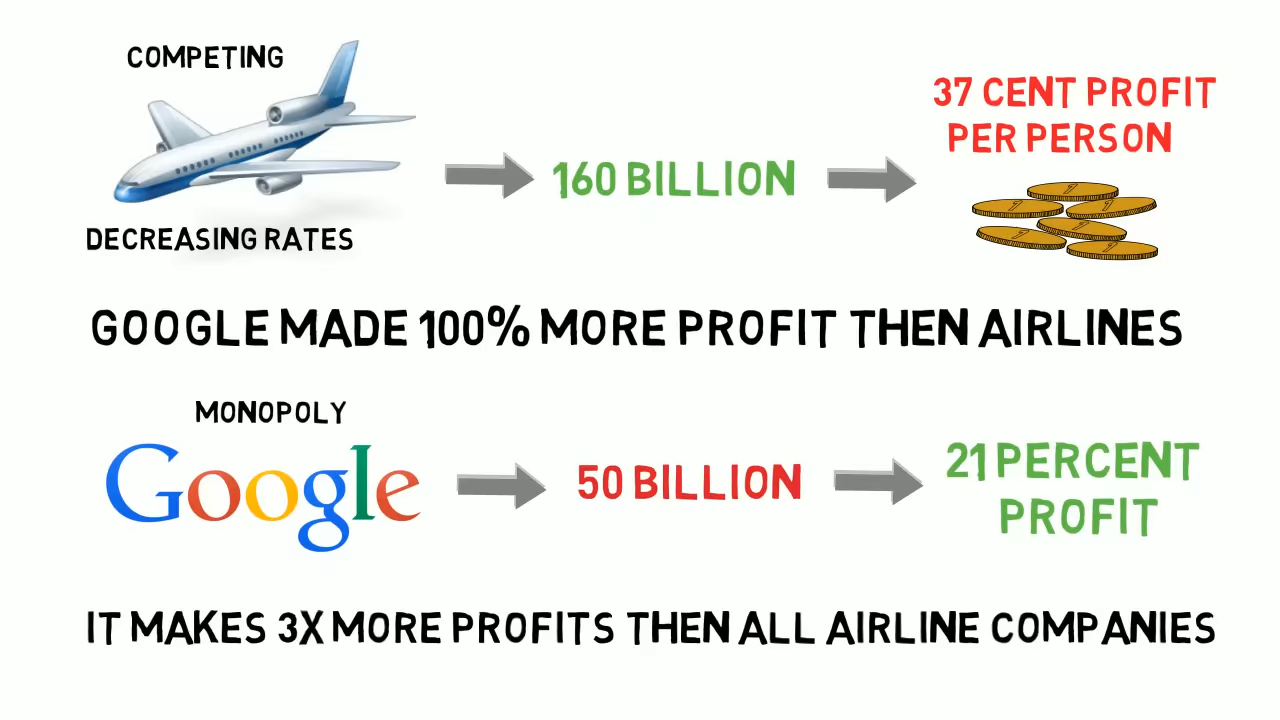 COMPETING
DECREASING RATES
160 BILLION
37 CENT PROFIT
PER PERSON
GOOGLE MADE 100% MORE PROFIT THEN AIRLINES
MONOPOLY
Google
50 BILLION
21 PERCENT
PROFIT
IT MAKES 3X MORE PROFITS THEN ALL AIRLINE COMPANIES